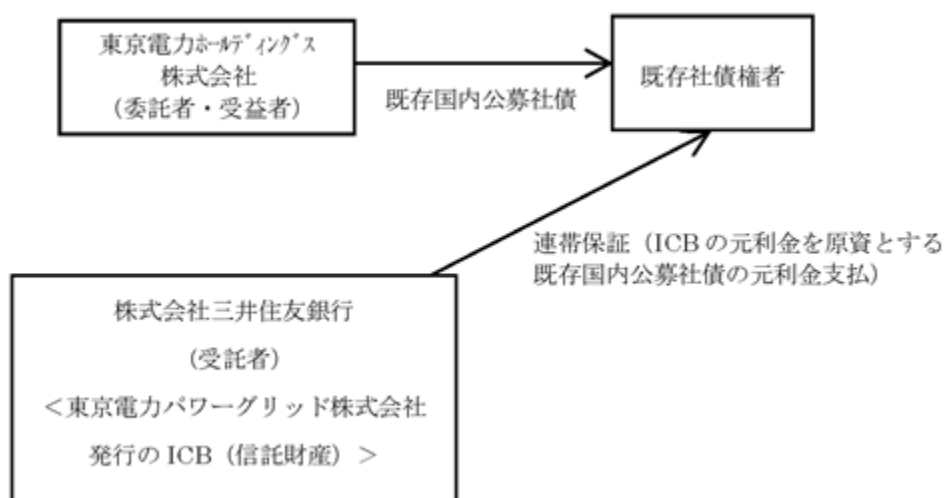 東京電力ホールディングス
株式会社
(委託者・受益者)
既存国内公募社債
既存社債権者
連帯保証（ICB の元利金を原資とする
既存国内公募社債の元利金支払）
株式会社三井住友銀行
（受託者）
＜東京電力パワーグリッド株式会社
発行の ICB（信託財産）＞